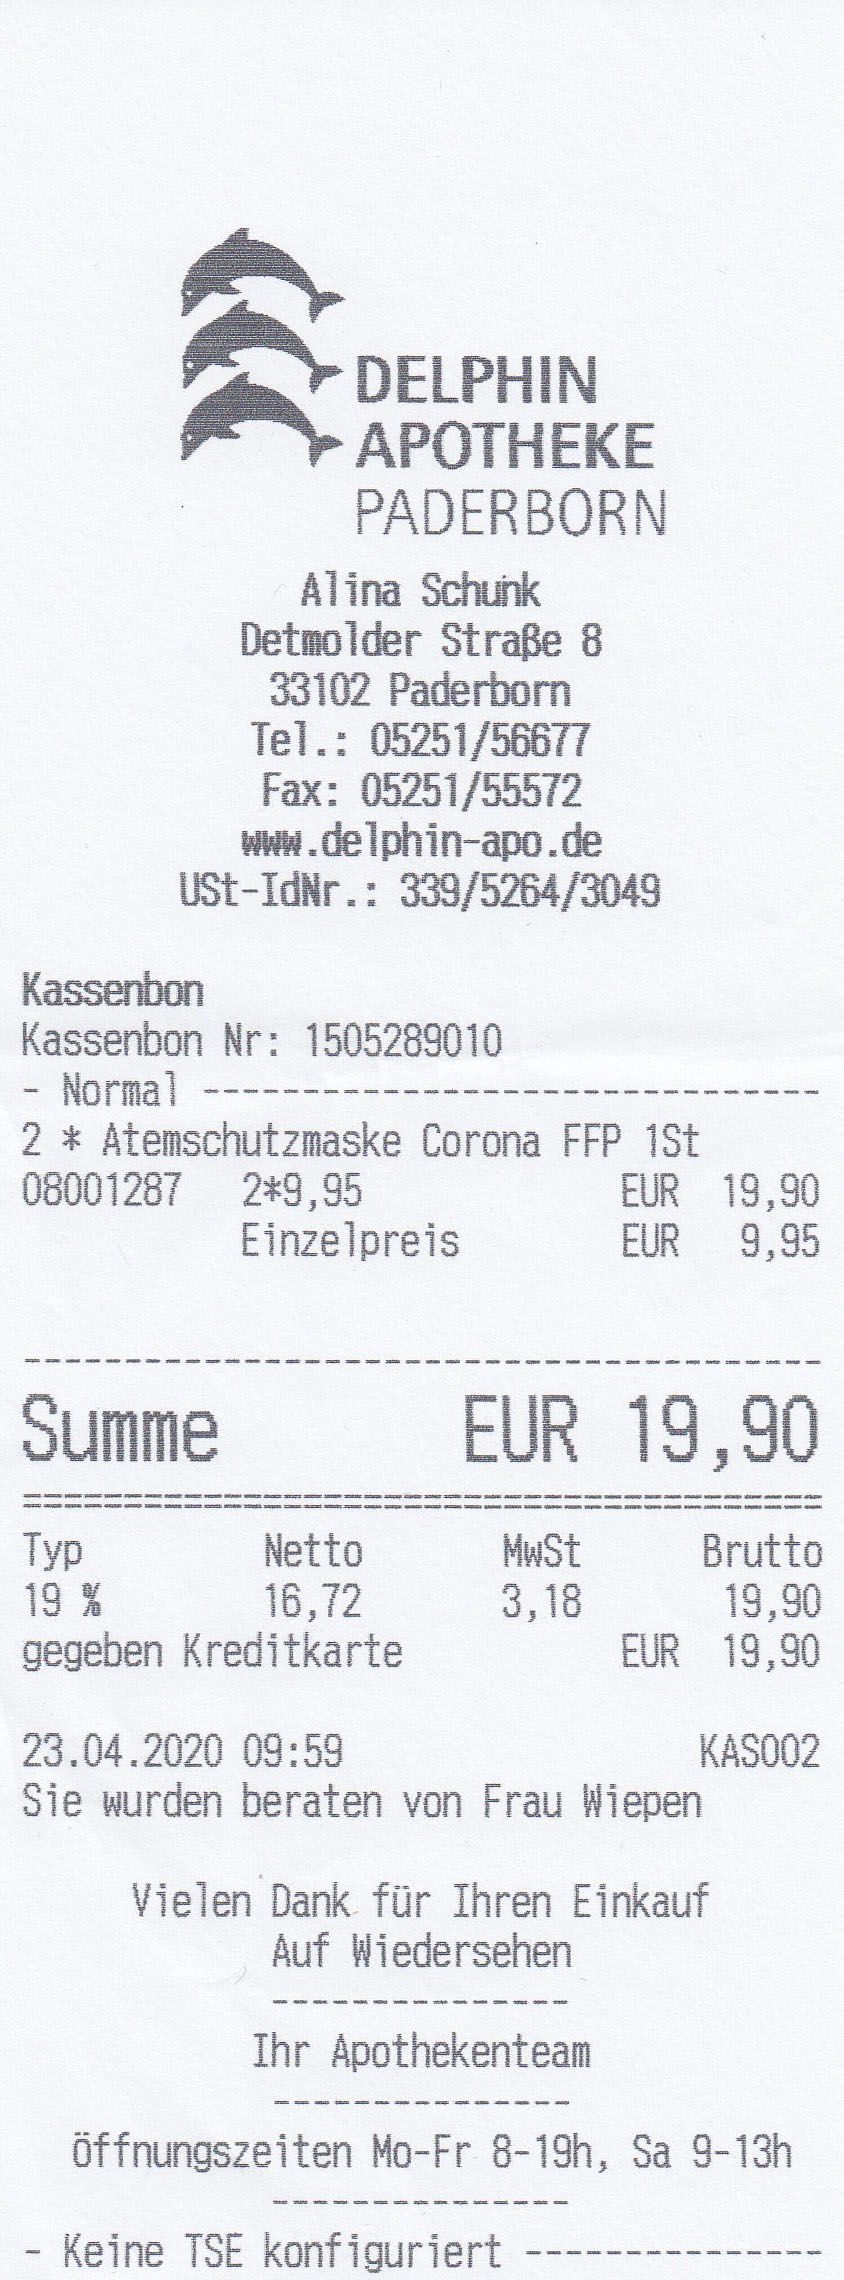 DELPHIN
APOTHEKE
PADERBORN
Alina Schunk
Detmolder Straße 8
33102 Paderborn
Tel.: 05251/56677
Fax: 05251/55572
www.delphin-apo.de
USt-IdNr.: 339/5264/3049
Kassenbon
Kassenbon Nr: 1505289010
- Normal -------------------------------
2 * Atemschutzmaske Corona FFP 1St
08001287 2*9,95 EUR 19,90
Einzelpreis EUR 9,95
----------------------------------------
Summe EUR 19,90
========================================
Typ Netto MwSt Brutto
19 % 16,72 3,18 19,90
gegeben Kreditkarte EUR 19,90
23.04.2020 09:59 KAS002
Sie wurden beraten von Frau Wiepen
Vielen Dank für Ihren Einkauf
Auf Wiedersehen
---------------
Ihr Apothekenteam
---------------
Öffnungszeiten Mo-Fr 8-19h, Sa 9-13h
---------------
- Keine TSE konfiguriert ---------------